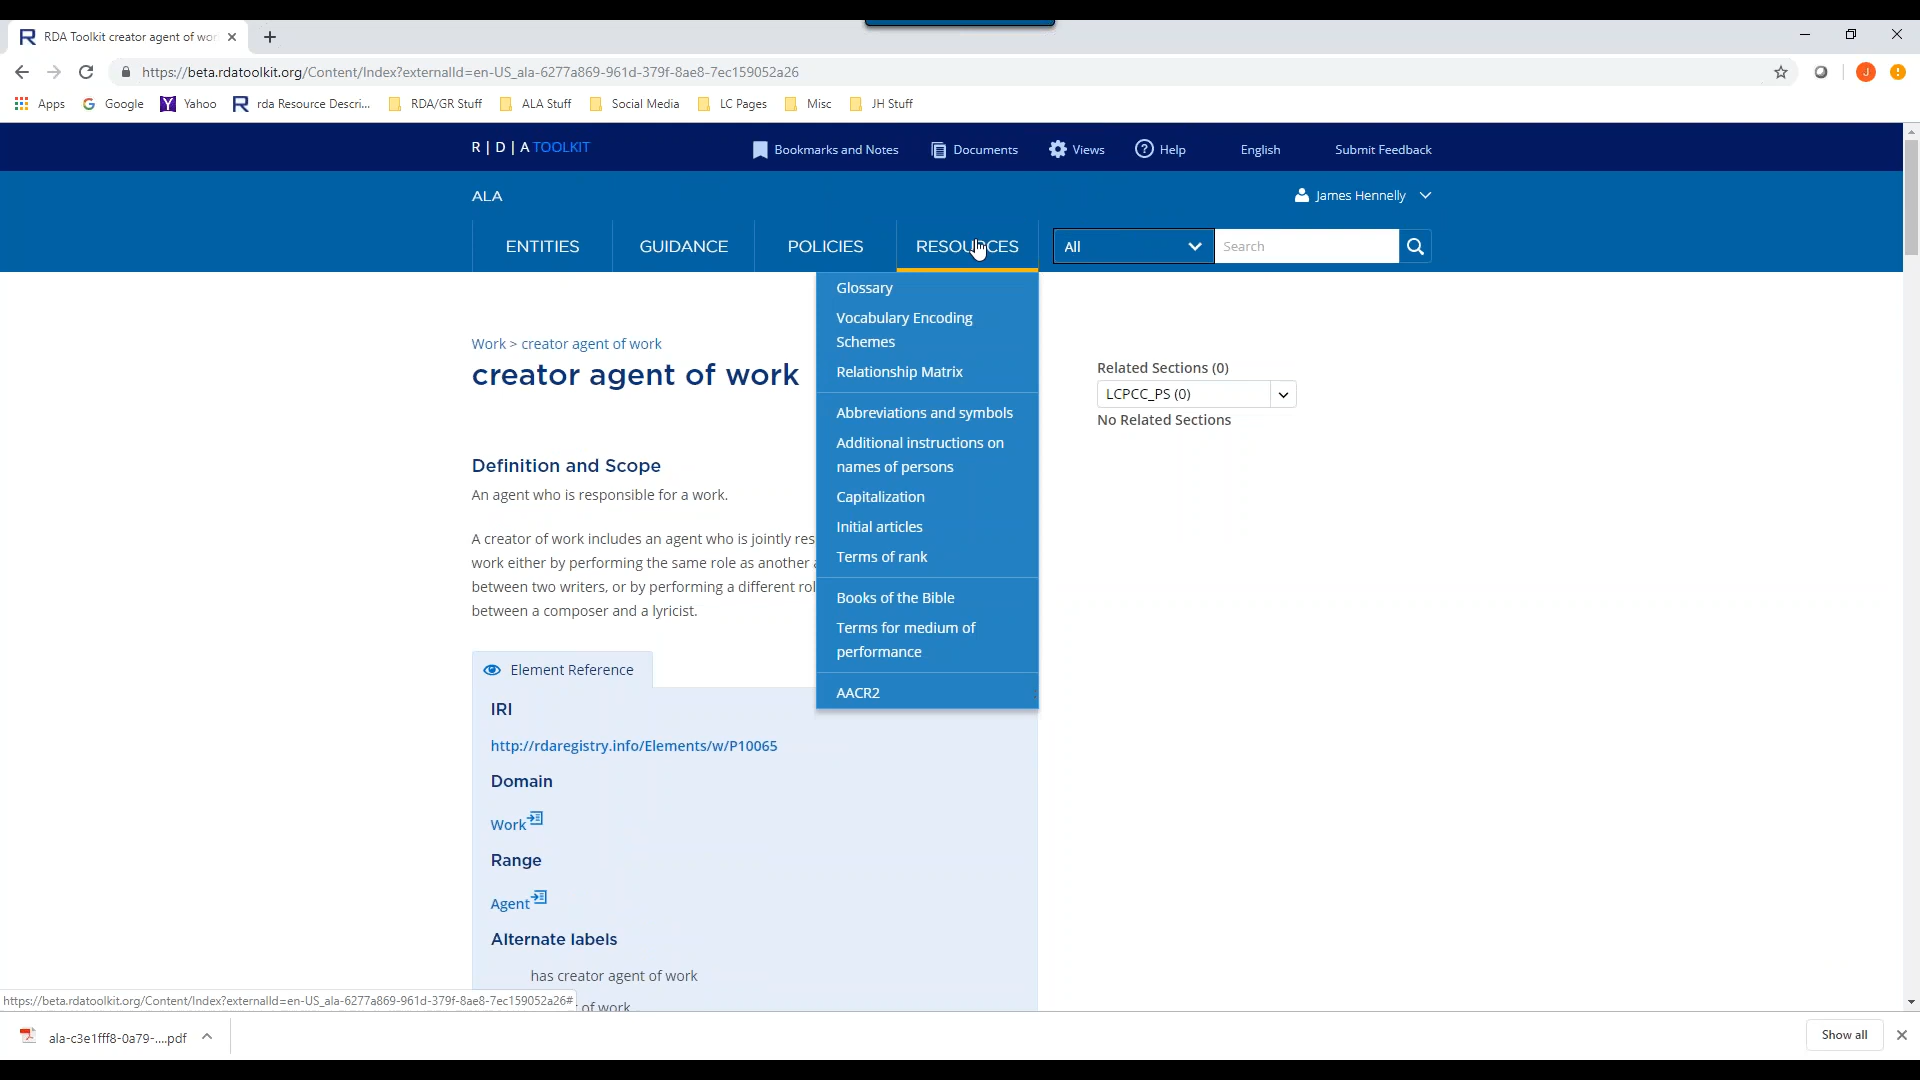 RDA Toolkit creator agent of wor
https://beta.rdatoolkit.org/Content/Index?externalId=en-US_ala-6277a869-961d-379f-8ae8-7ec159052a26
J
Apps Google Yahoo rda Resource Descri... RDA/GR Stuff ALA Stuff Social Media LC Pages Misc JH Stuff
R | D | A TOOLKIT Bookmarks and Notes Documents Views Help English Submit Feedback
ALA James Hennelly
ENTITIES GUIDANCE POLICIES RESOURCES All Search
Glossary
Vocabulary Encoding
Schemes
Relationship Matrix
Abbreviations and symbols
Additional instructions on
names of persons
Capitalization
Initial articles
Terms of rank
Books of the Bible
Terms for medium of
performance
AACR2
Work > creator agent of work
creator agent of work
Related Sections (0)
LCPCC_PS (0)
No Related Sections
Definition and Scope
An agent who is responsible for a work.
A creator of work includes an agent who is jointly res
work either by performing the same role as another a
between two writers, or by performing a different rol
between a composer and a lyricist.
Element Reference
IRI
http://rdaregistry.info/Elements/w/P10065
Domain
Work
Range
Agent
Alternate labels
has creator agent of work
of work
https://beta.rdatoolkit.org/Content/Index?externalId=en-US_ala-6277a869-961d-379f-8ae8-7ec159052a26#
ala-c3e1fff8-0a79-....pdf Show all